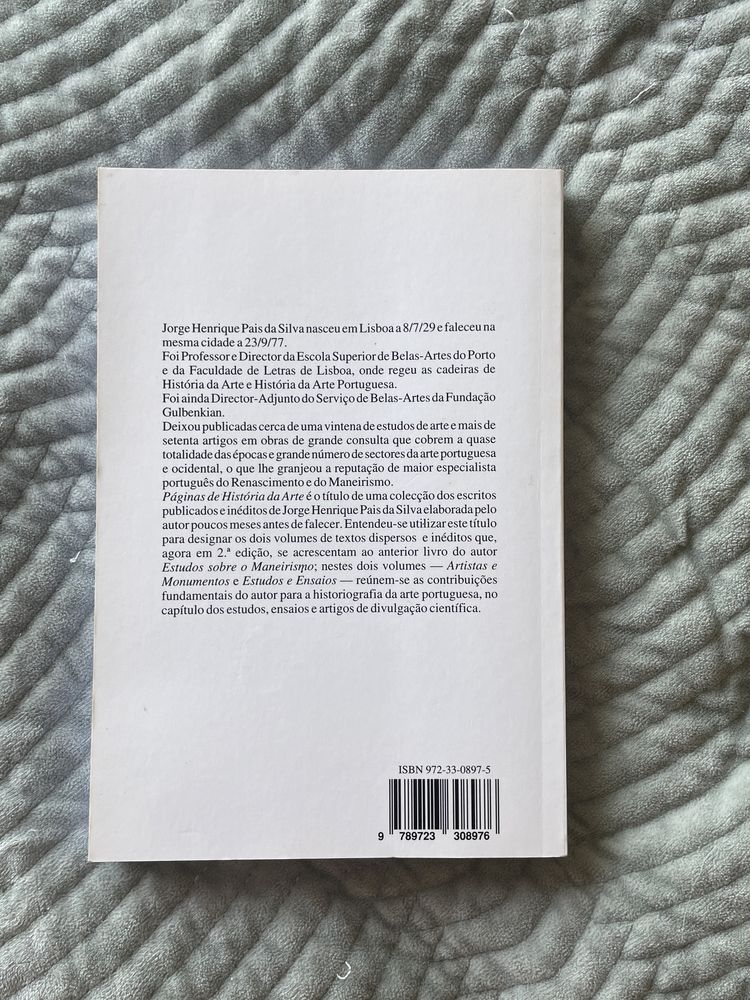 Jorge Henrique Pais da Silva nasceu em Lisboa a 8/7/29 e faleceu na
mesma cidade a 23/9/77.
Foi Professor e Director da Escola Superior de Belas-Artes do Porto
e da Faculdade de Letras de Lisboa, onde regeu as cadeiras de
História da Arte e História da Arte Portuguesa.
Foi ainda Director-Adjunto do Serviço de Belas-Artes da Fundação
Gulbenkian.
Deixou publicadas cerca de uma vintena de estudos de arte e mais de
setenta artigos em obras de grande consulta que cobrem a quase
totalidade das épocas e grande número de sectores da arte portuguesa
e ocidental, o que lhe granjeou a reputação de maior especialista
português do Renascimento e do Maneirismo.
Páginas de História da Arte é o título de uma colecção dos escritos
publicados e inéditos de Jorge Henrique Pais da Silva elaborada pelo
autor poucos meses antes de falecer. Entendeu-se utilizar este título
para designar os dois volumes de textos dispersos e inéditos que,
agora em 2.ª edição, se acrescentam ao anterior livro do autor
Estudos sobre o Maneirismo; nestes dois volumes — Artistas e
Monumentos e Estudos e Ensaios — reúnem-se as contribuições
fundamentais do autor para a historiografia da arte portuguesa, no
capítulo dos estudos, ensaios e artigos de divulgação científica.
ISBN 972-33-0897-5
9 789723 308976